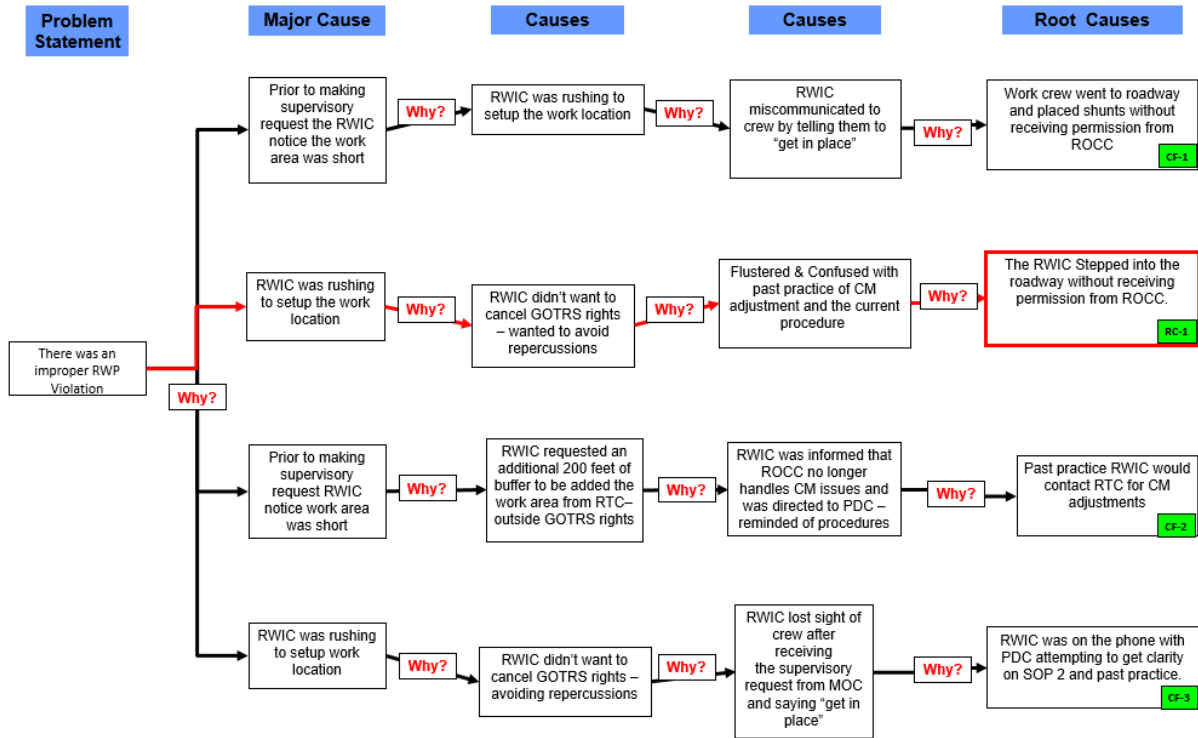 Problem
Statement
Major Cause
Causes
Causes
Root Causes
There was an
improper RWP
Violation
Why?
Prior to making
supervisory
request the RWIC
notice the work
area was short
Why?
RWIC was rushing to
setup the work location
Why?
RWIC
miscommunicated to
crew by telling them to
“get in place”
Why?
Work crew went to roadway
and placed shunts without
receiving permission from
ROCC
CF-1
RWIC was rushing
to setup the work
location
Why?
RWIC didn’t want to
cancel GOTRS rights
– wanted to avoid
repercussions
Why?
Flustered & Confused with
past practice of CM
adjustment and the current
procedure
Why?
The RWIC Stepped into the
roadway without receiving
permission from ROCC.
RC-1
Prior to making
supervisory
request RWIC
notice work area
was short
Why?
RWIC requested an
additional 200 feet of
buffer to be added the
work area from RTC–
outside GOTRS rights
Why?
RWIC was informed that
ROCC no longer
handles CM issues and
was directed to PDC –
reminded of procedures
Why?
Past practice RWIC would
contact RTC for CM
adjustments
CF-2
RWIC was rushing
to setup work
location
Why?
RWIC didn’t want to
cancel GOTRS rights –
avoiding repercussions
Why?
RWIC lost sight of
crew after
receiving
the supervisory
request from MOC
and saying “get in
place”
Why?
RWIC was on the phone with
PDC attempting to get clarity
on SOP 2 and past practice.
CF-3